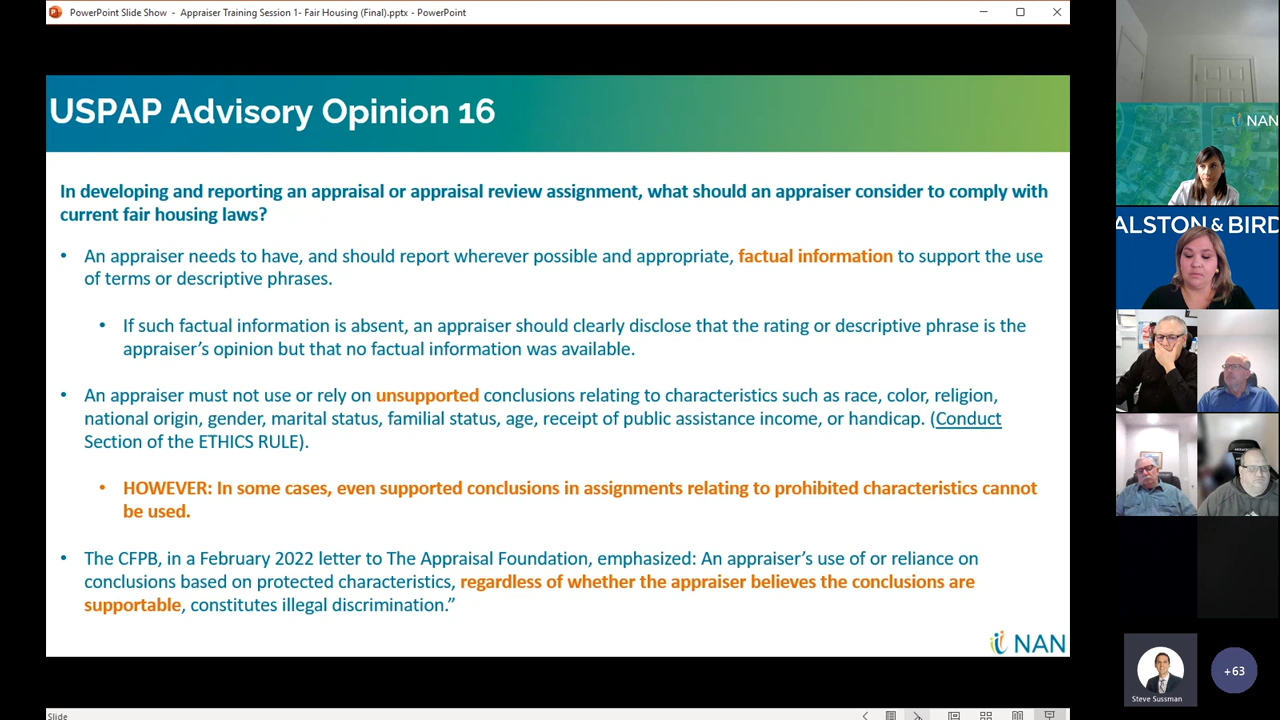 PowerPoint Slide Show - Appraiser Training Session 1- Fair Housing (Final).pptx - PowerPoint
USPAP Advisory Opinion 16
In developing and reporting an appraisal or appraisal review assignment, what should an appraiser consider to comply with
current fair housing laws?
• An appraiser needs to have, and should report wherever possible and appropriate, factual information to support the use
of terms or descriptive phrases.
• If such factual information is absent, an appraiser should clearly disclose that the rating or descriptive phrase is the
appraiser's opinion but that no factual information was available.
• An appraiser must not use or rely on unsupported conclusions relating to characteristics such as race, color, religion,
national origin, gender, marital status, familial status, age, receipt of public assistance income, or handicap. (Conduct
Section of the ETHICS RULE).
• HOWEVER: In some cases, even supported conclusions in assignments relating to prohibited characteristics cannot
be used.
• The CFPB, in a February 2022 letter to The Appraisal Foundation, emphasized: An appraiser's use of or reliance on
conclusions based on protected characteristics, regardless of whether the appraiser believes the conclusions are
supportable, constitutes illegal discrimination."
NAN
Slide
NAN
ALSTON & BIRD
Steve Sussman
+63